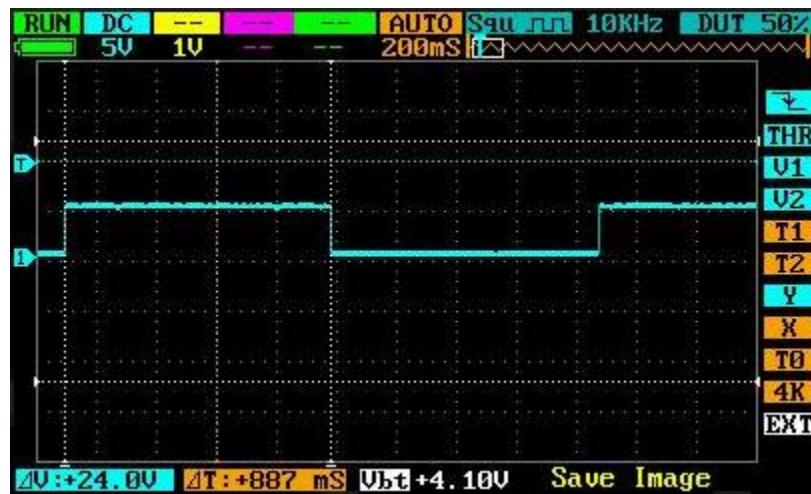 RUN DC -- -- -- AUTO Squ 10KHz DUT 50%
5V 1V -- -- 200mS
THR
T
V1
V2
T1
1
T2
Y
X
T0
4K
EXT
ΔV:+24.0V ΔT:+887 mS Vbt +4.10V Save Image